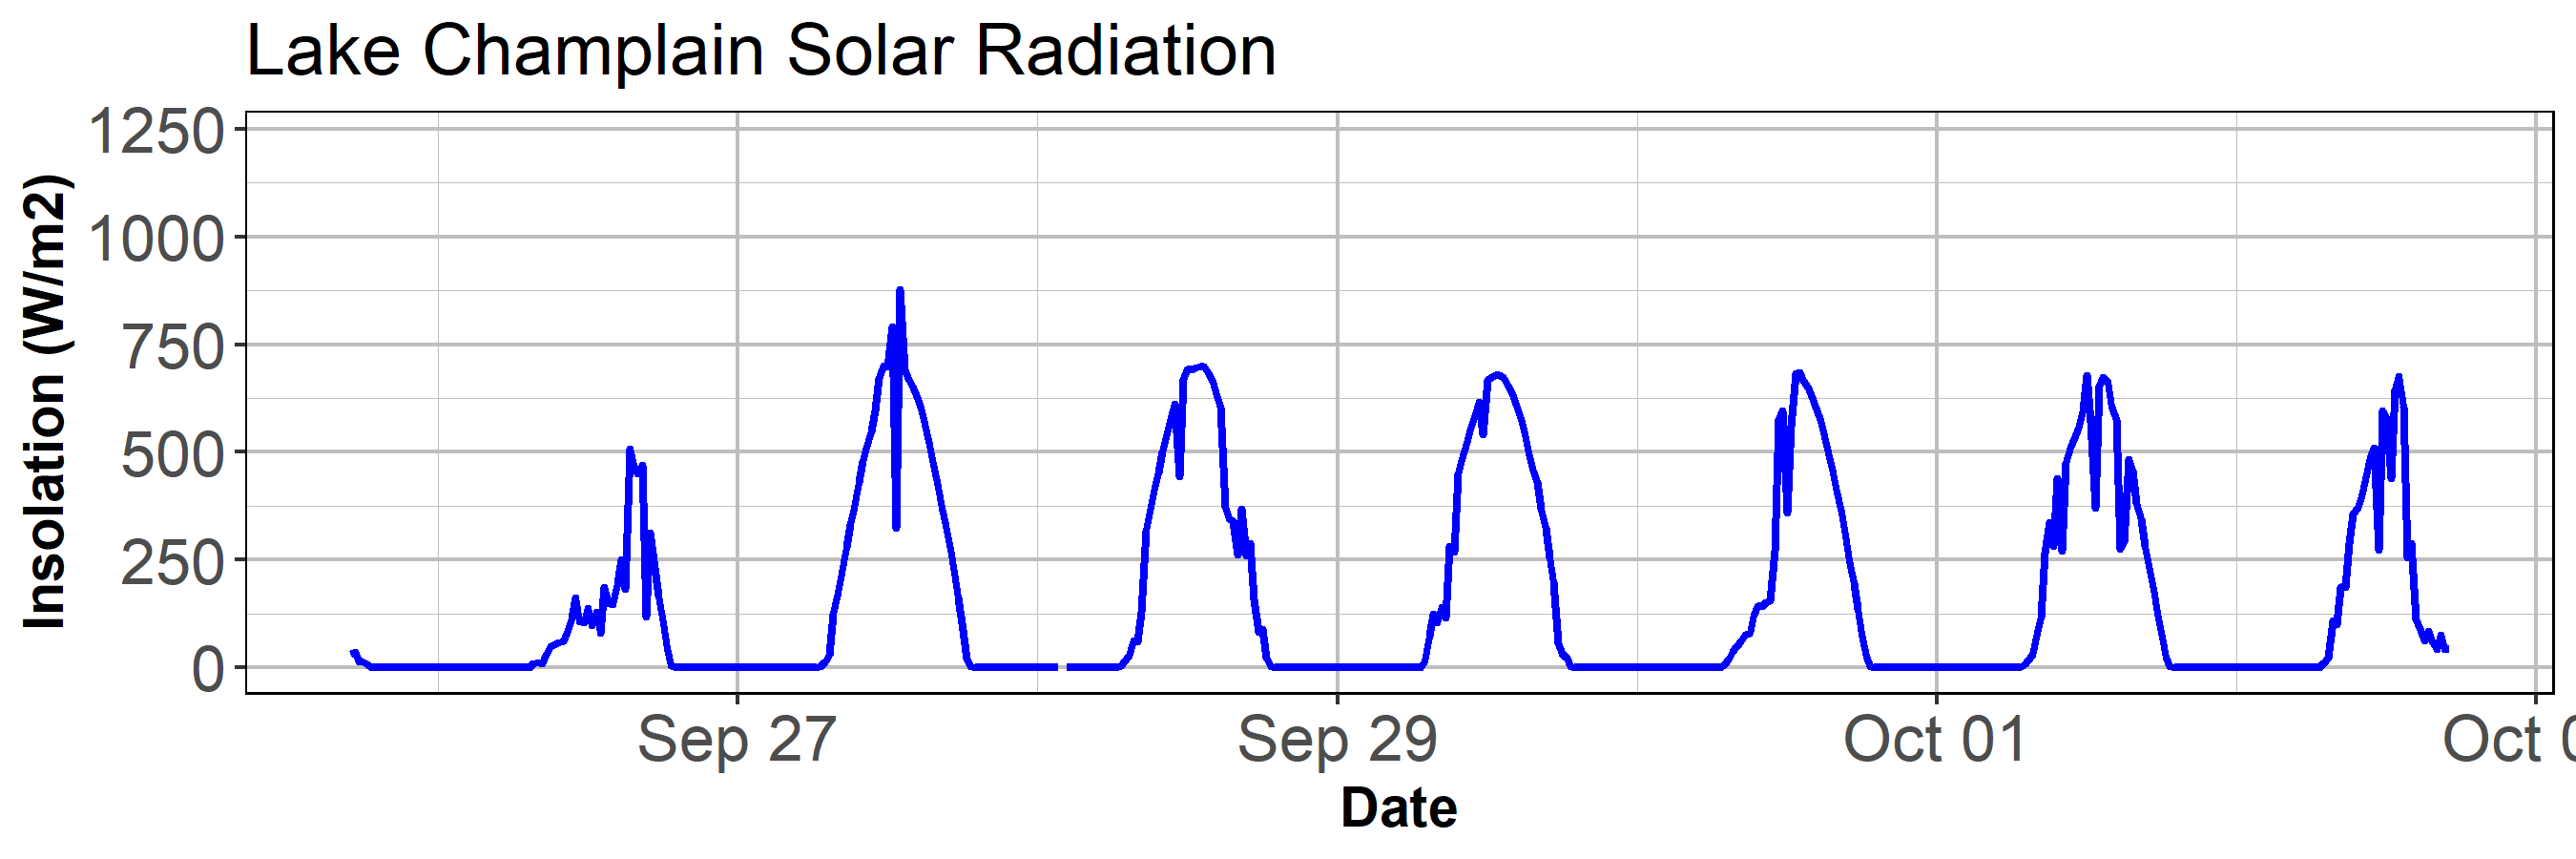 Lake Champlain Solar Radiation
1250
1000
750
500
250
0
Insolation (W/m2)
Sep 27 Sep 29 Oct 01 Oct
Date